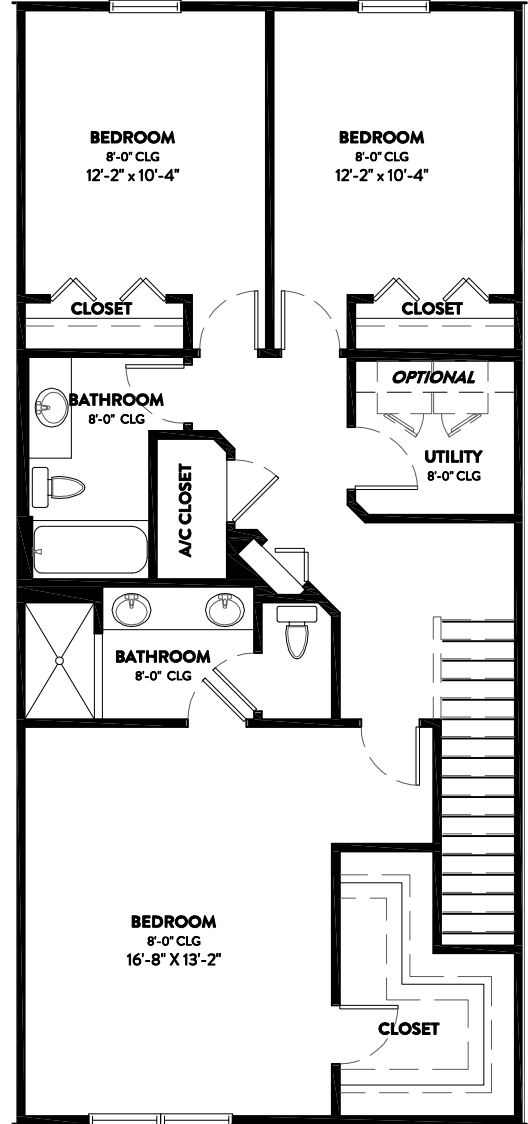 BEDROOM
8'-0" CLG
12'-2" x 10'-4"
BEDROOM
8'-0" CLG
12'-2" x 10'-4"
CLOSET
CLOSET
BATHROOM
8'-0" CLG
OPTIONAL
UTILITY
8'-0" CLG
A/C CLOSET
BATHROOM
8'-0" CLG
BEDROOM
8'-0" CLG
16'-8" X 13'-2"
CLOSET